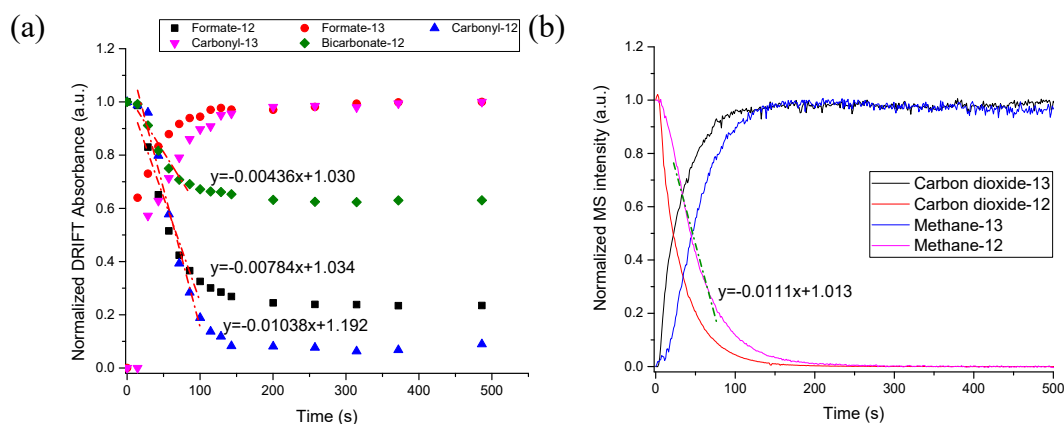 (a)
Formate-12 Formate-13 Carbonyl-12
Carbonyl-13 Bicarbonate-12
Normalized DRIFT Absorbance (a.u.)
1.0
0.8
0.6
0.4
0.2
0.0
y=-0.00436x+1.030
y=-0.00784x+1.034
y=-0.01038x+1.192
0 100 200 300 400 500
Time (s)
(b)
Normalized MS intensity (a.u.)
1.0
0.8
0.6
0.4
0.2
0.0
Carbon dioxide-13
Carbon dioxide-12
Methane-13
Methane-12
y=-0.0111x+1.013
0 100 200 300 400 500
Time (s)